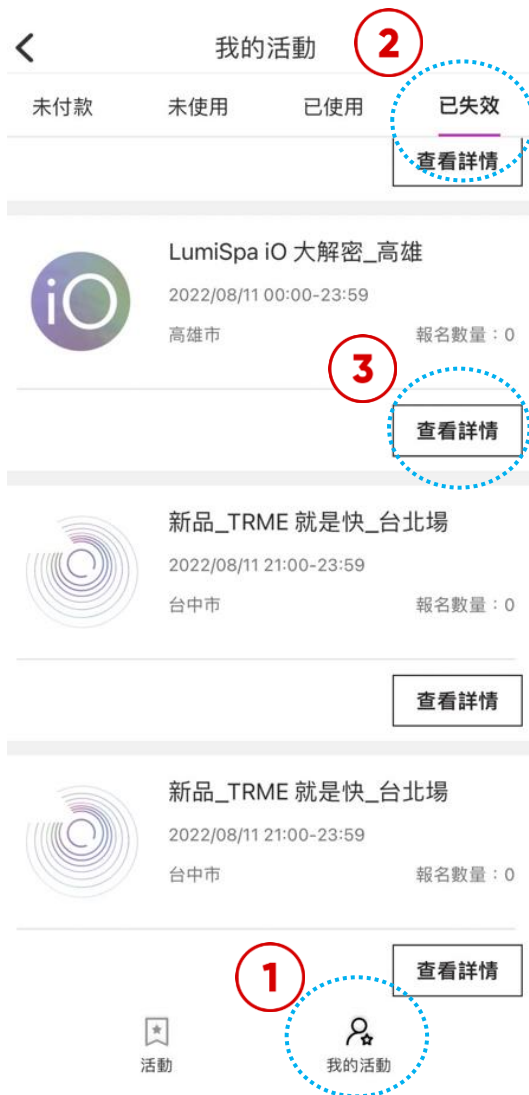 我的活動
2
未付款
未使用
已使用
已失效
查看詳情
LumiSpa iO 大解密_高雄
iO
2022/08/11 00:00-23:59
高雄市
報名數量：0
3
查看詳情
新品_TRME 就是快_台北場
2022/08/11 21:00-23:59
台中市
報名數量：0
查看詳情
新品_TRME 就是快_台北場
2022/08/11 21:00-23:59
台中市
報名數量：0
查看詳情
1
活動
我的活動